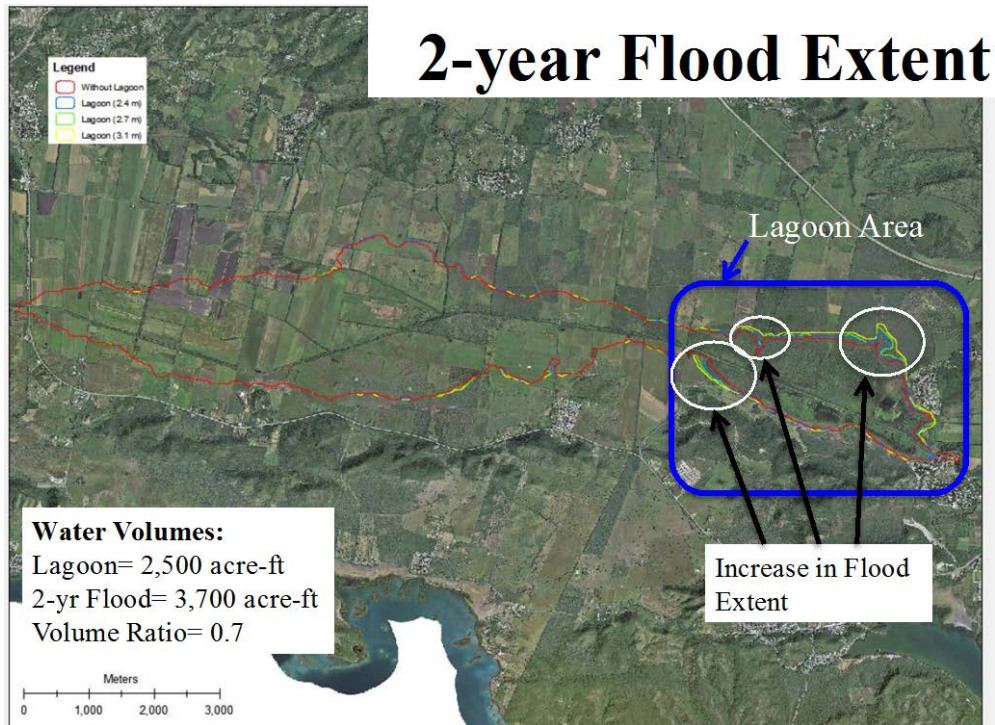 2-year Flood Extent
Legend
Without Lagoon
Lagoon (2.4 m)
Lagoon (2.7 m)
Lagoon (3.1 m)
Lagoon Area
Water Volumes:
Lagoon= 2,500 acre-ft
2-yr Flood= 3,700 acre-ft
Volume Ratio= 0.7
Increase in Flood
Extent
Meters
0 1,000 2,000 3,000